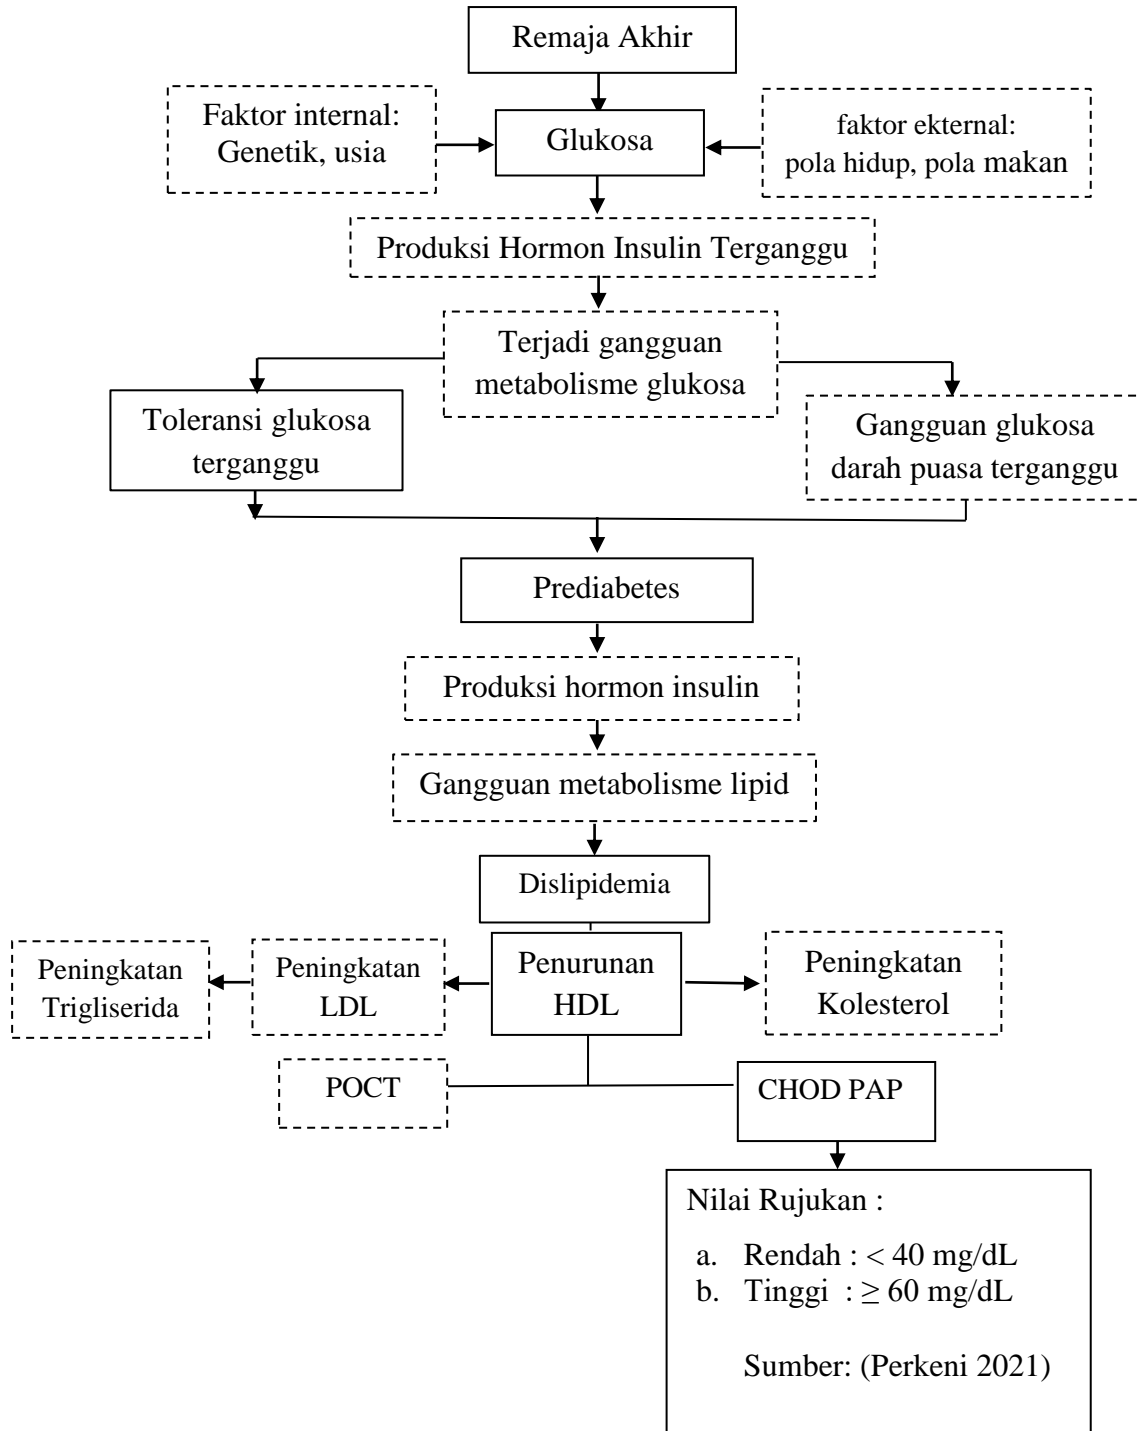 Remaja Akhir
Faktor internal:
Genetik, usia
Glukosa
faktor ekternal:
pola hidup, pola makan
Produksi Hormon Insulin Terganggu
Terjadi gangguan
metabolisme glukosa
Toleransi glukosa
terganggu
Gangguan glukosa
darah puasa terganggu
Prediabetes
Produksi hormon insulin
Gangguan metabolisme lipid
Dislipidemia
Peningkatan
Trigliserida
Peningkatan
LDL
Penurunan
HDL
Peningkatan
Kolesterol
POCT
CHOD PAP
Nilai Rujukan :
a. Rendah : < 40 mg/dL
b. Tinggi : ≥ 60 mg/dL
Sumber: (Perkeni 2021)